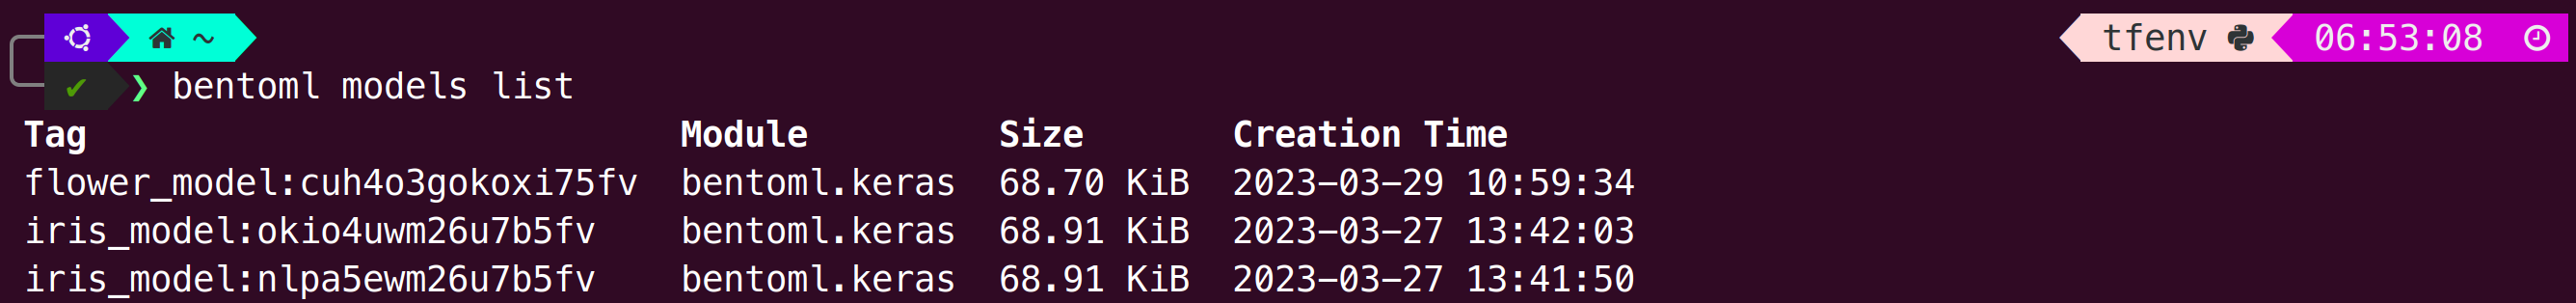 ~ tfenv 06:53:08
✔ ❯ bentoml models list
Tag Module Size Creation Time
flower_model:cuh4o3gokoxi75fv bentoml.keras 68.70 KiB 2023-03-29 10:59:34
iris_model:okio4uwm26u7b5fv bentoml.keras 68.91 KiB 2023-03-27 13:42:03
iris_model:nlpa5ewm26u7b5fv bentoml.keras 68.91 KiB 2023-03-27 13:41:50